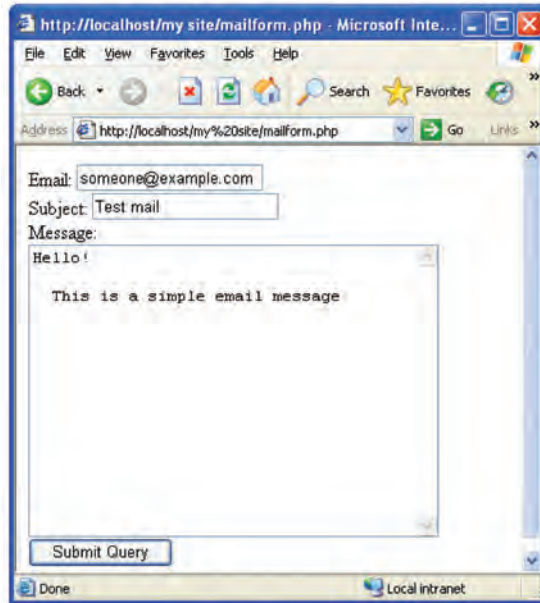 http://localhost/my site/mailform.php - Microsoft Inte...
File Edit View Favorites Tools Help
Back Search Favorites »
Address http://localhost/my%20site/mailform.php Go Links »
Email: someone@example.com
Subject: Test mail
Message:
Hello!
This is a simple email message
Submit Query
Done Local intranet